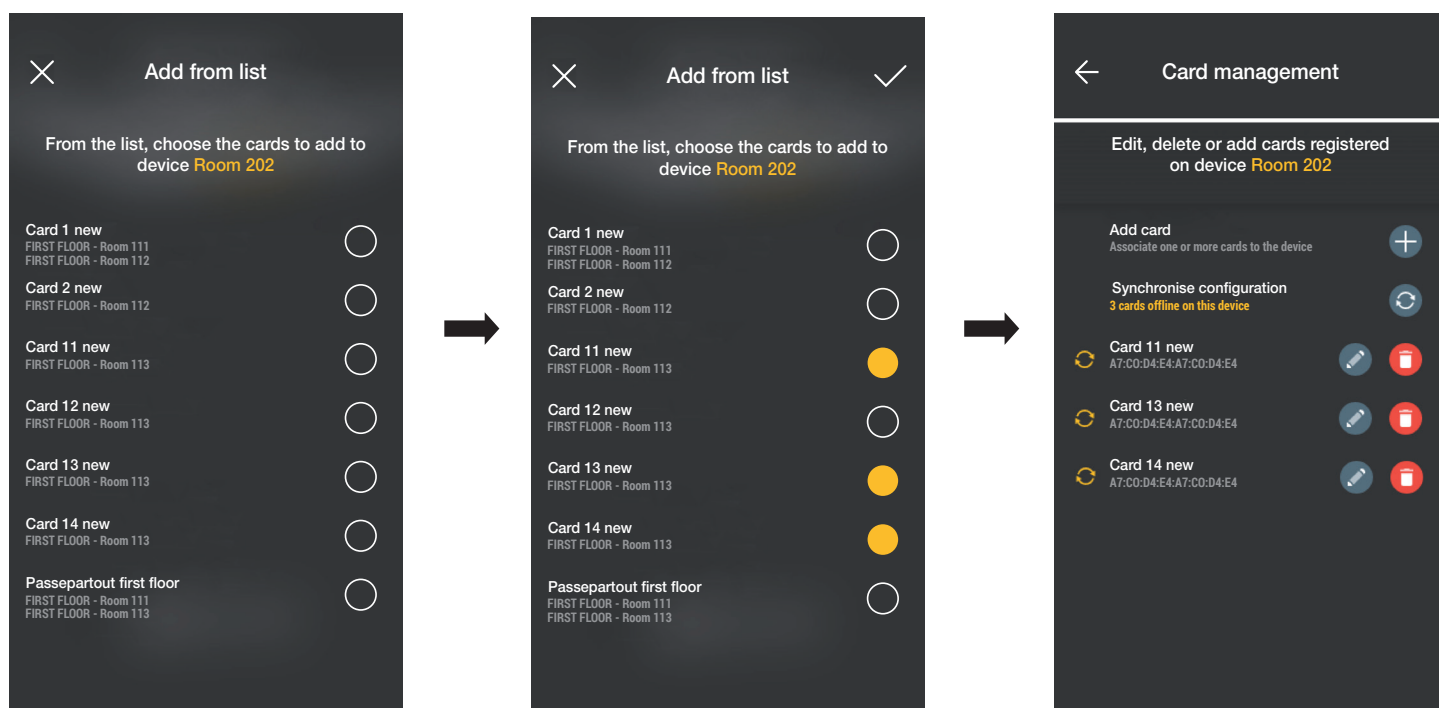 Add from list
From the list, choose the cards to add to
device Room 202
Card 1 new
FIRST FLOOR - Room 111
FIRST FLOOR - Room 112
Card 2 new
FIRST FLOOR - Room 112
Card 11 new
FIRST FLOOR - Room 113
Card 12 new
FIRST FLOOR - Room 113
Card 13 new
FIRST FLOOR - Room 113
Card 14 new
FIRST FLOOR - Room 113
Passepartout first floor
FIRST FLOOR - Room 111
FIRST FLOOR - Room 113
Add from list
From the list, choose the cards to add to
device Room 202
Card 1 new
FIRST FLOOR - Room 111
FIRST FLOOR - Room 112
Card 2 new
FIRST FLOOR - Room 112
Card 11 new
FIRST FLOOR - Room 113
Card 12 new
FIRST FLOOR - Room 113
Card 13 new
FIRST FLOOR - Room 113
Card 14 new
FIRST FLOOR - Room 113
Passepartout first floor
FIRST FLOOR - Room 111
FIRST FLOOR - Room 113
Card management
Edit, delete or add cards registered
on device Room 202
Add card
Associate one or more cards to the device
Synchronise configuration
3 cards offline on this device
Card 11 new
A7:C0:D4:E4:A7:C0:D4:E4
Card 13 new
A7:C0:D4:E4:A7:C0:D4:E4
Card 14 new
A7:C0:D4:E4:A7:C0:D4:E4